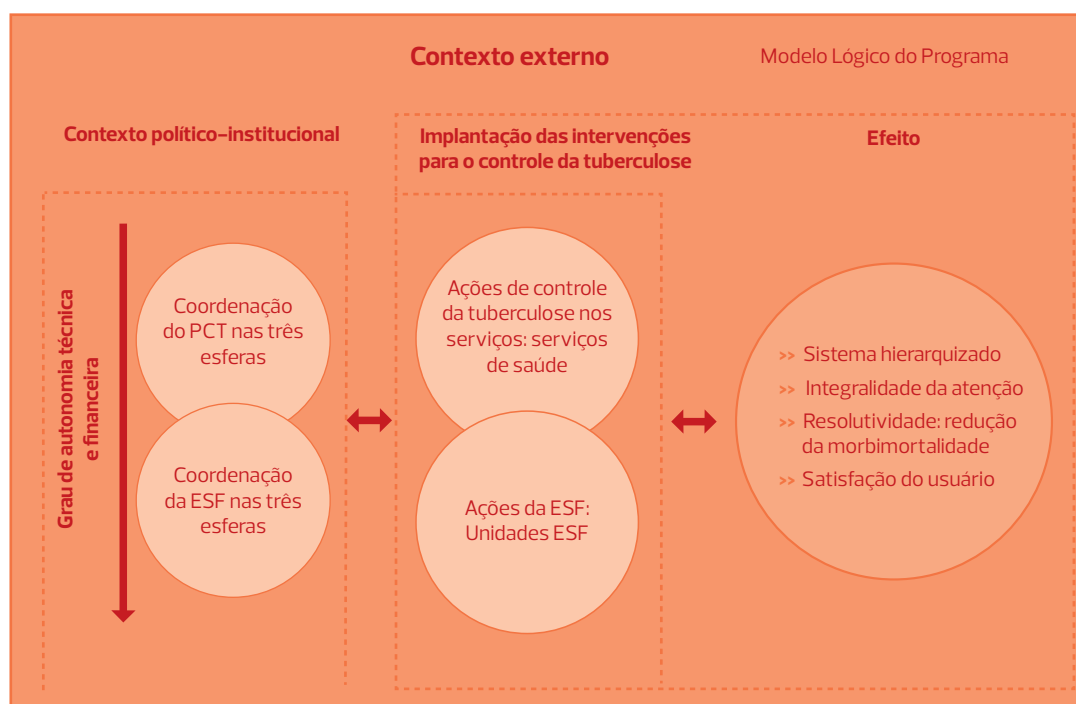 Contexto externo
Modelo Lógico do Programa
Contexto político-institucional
Implantação das intervenções
para o controle da tuberculose
Efeito
Grau de autonomia técnica
e financeira
Coordenação
do PCT nas três
esferas
Coordenação
da ESF nas três
esferas
Ações de controle
da tuberculose nos
serviços: serviços
de saúde
Ações da ESF:
Unidades ESF
>> Sistema hierarquizado
>> Integralidade da atenção
>> Resolutividade: redução
da morbimortalidade
>> Satisfação do usuário